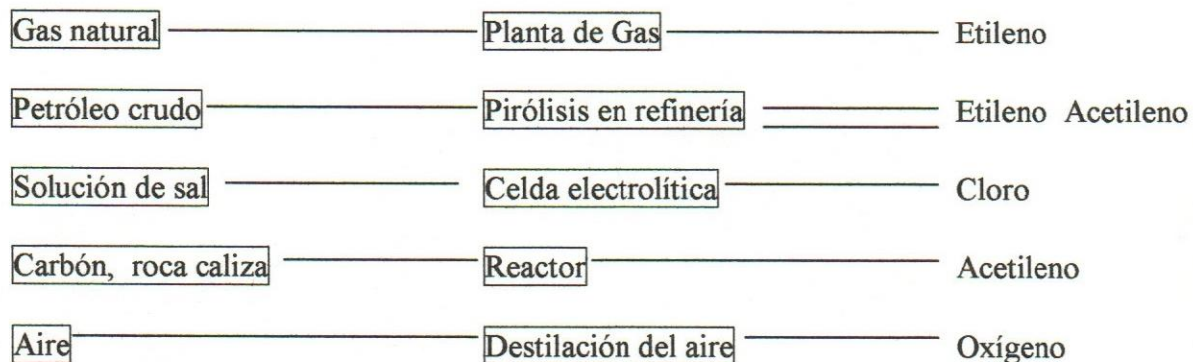 Gas natural Planta de Gas Etileno
Petróleo crudo Pirólisis en refinería Etileno Acetileno
Solución de sal Celda electrolítica Cloro
Carbón, roca caliza Reactor Acetileno
Aire Destilación del aire Oxígeno